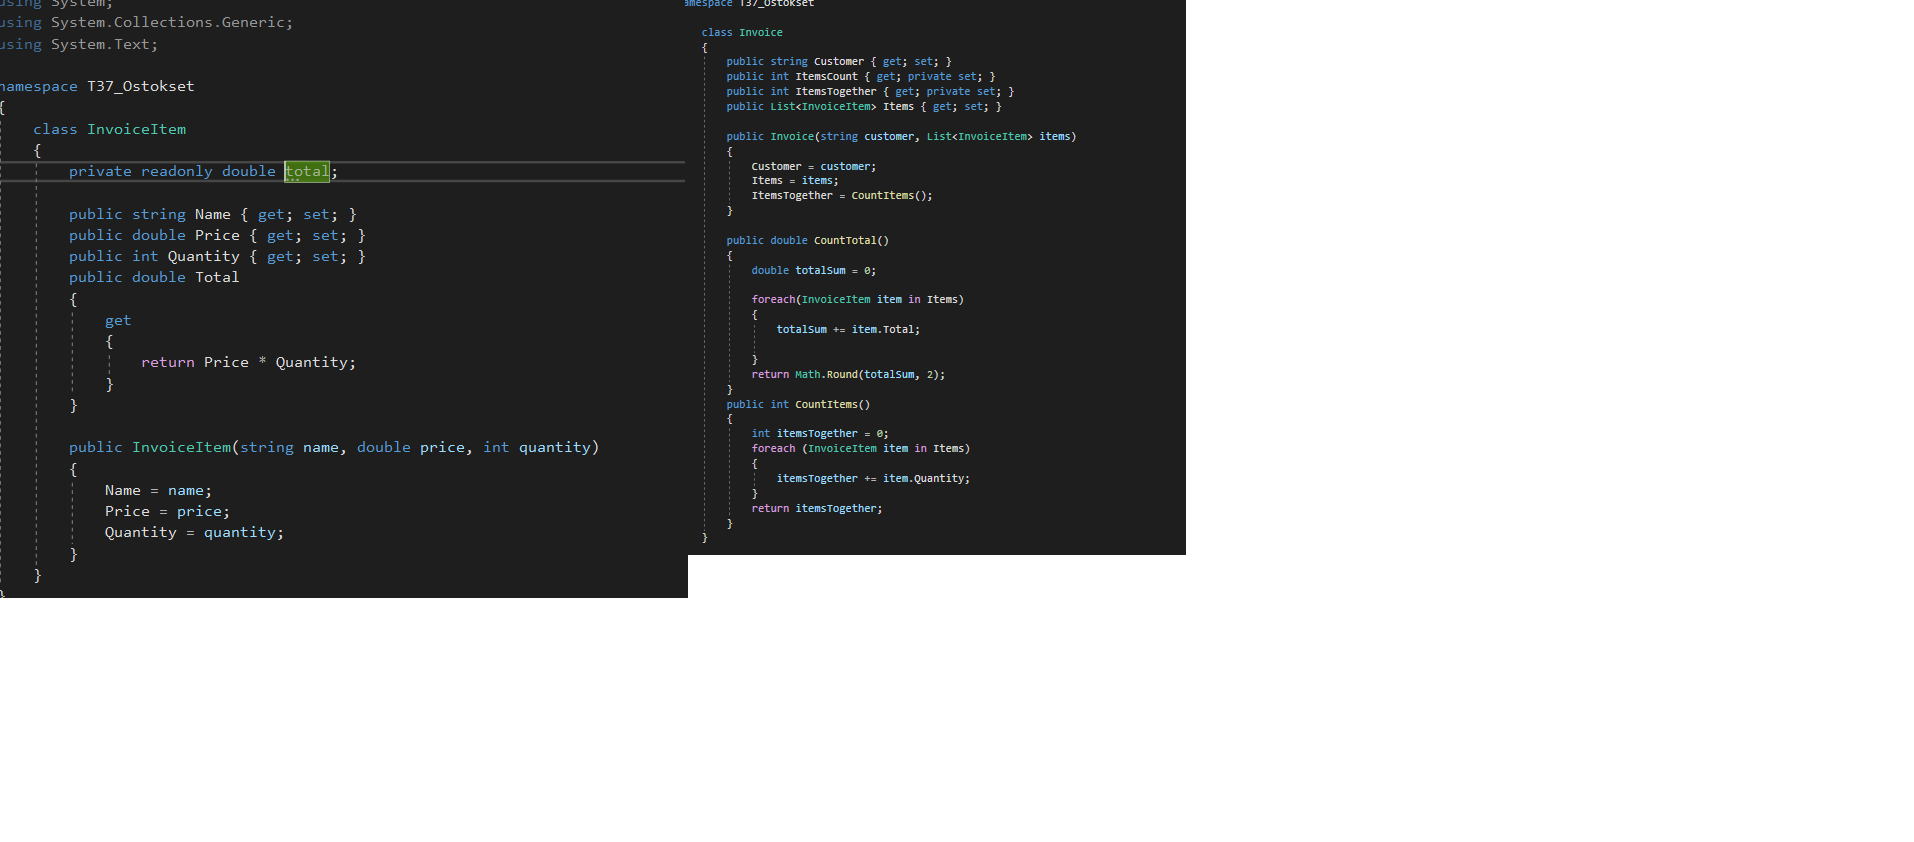 using System;
using System.Collections.Generic;
using System.Text;
namespace T37_Ostokset
{
class InvoiceItem
{
private readonly double total;
public string Name { get; set; }
public double Price { get; set; }
public int Quantity { get; set; }
public double Total
{
get
{
return Price * Quantity;
}
}
public InvoiceItem(string name, double price, int quantity)
{
Name = name;
Price = price;
Quantity = quantity;
}
}
}
amespace T37_Ostokset
class Invoice
{
public string Customer { get; set; }
public int ItemsCount { get; private set; }
public int ItemsTogether { get; private set; }
public List<InvoiceItem> Items { get; set; }
public Invoice(string customer, List<InvoiceItem> items)
{
Customer = customer;
Items = items;
ItemsTogether = CountItems();
}
public double CountTotal()
{
double totalSum = 0;
foreach(InvoiceItem item in Items)
{
totalSum += item.Total;
}
return Math.Round(totalSum, 2);
}
public int CountItems()
{
int itemsTogether = 0;
foreach (InvoiceItem item in Items)
{
itemsTogether += item.Quantity;
}
return itemsTogether;
}
}